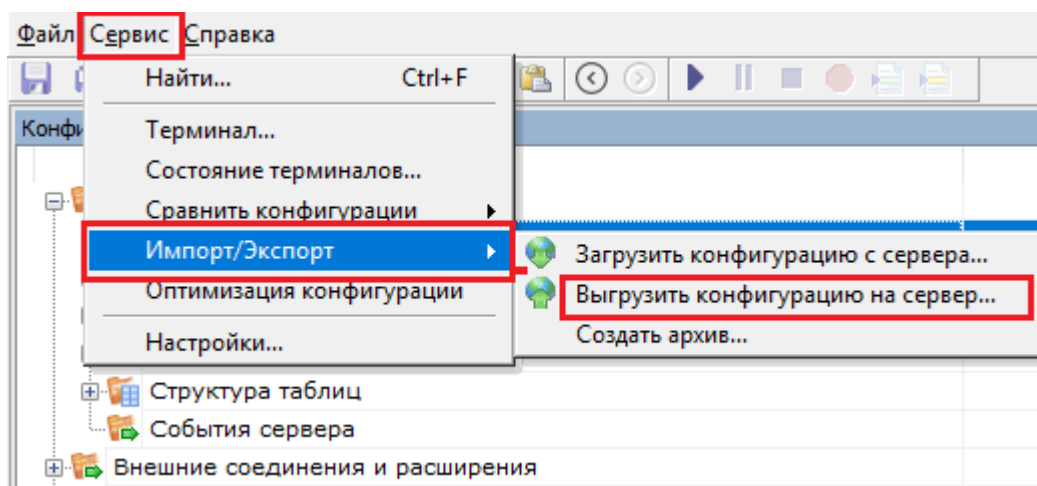 Файл Сервис Справка
Найти... Ctrl+F
Конфи
Терминал...
Состояние терминалов...
Сравнить конфигурации
Импорт/Экспорт
Загрузить конфигурацию с сервера...
Оптимизация конфигурации
Выгрузить конфигурацию на сервер...
Настройки...
Создать архив...
Структура таблиц
События сервера
Внешние соединения и расширения